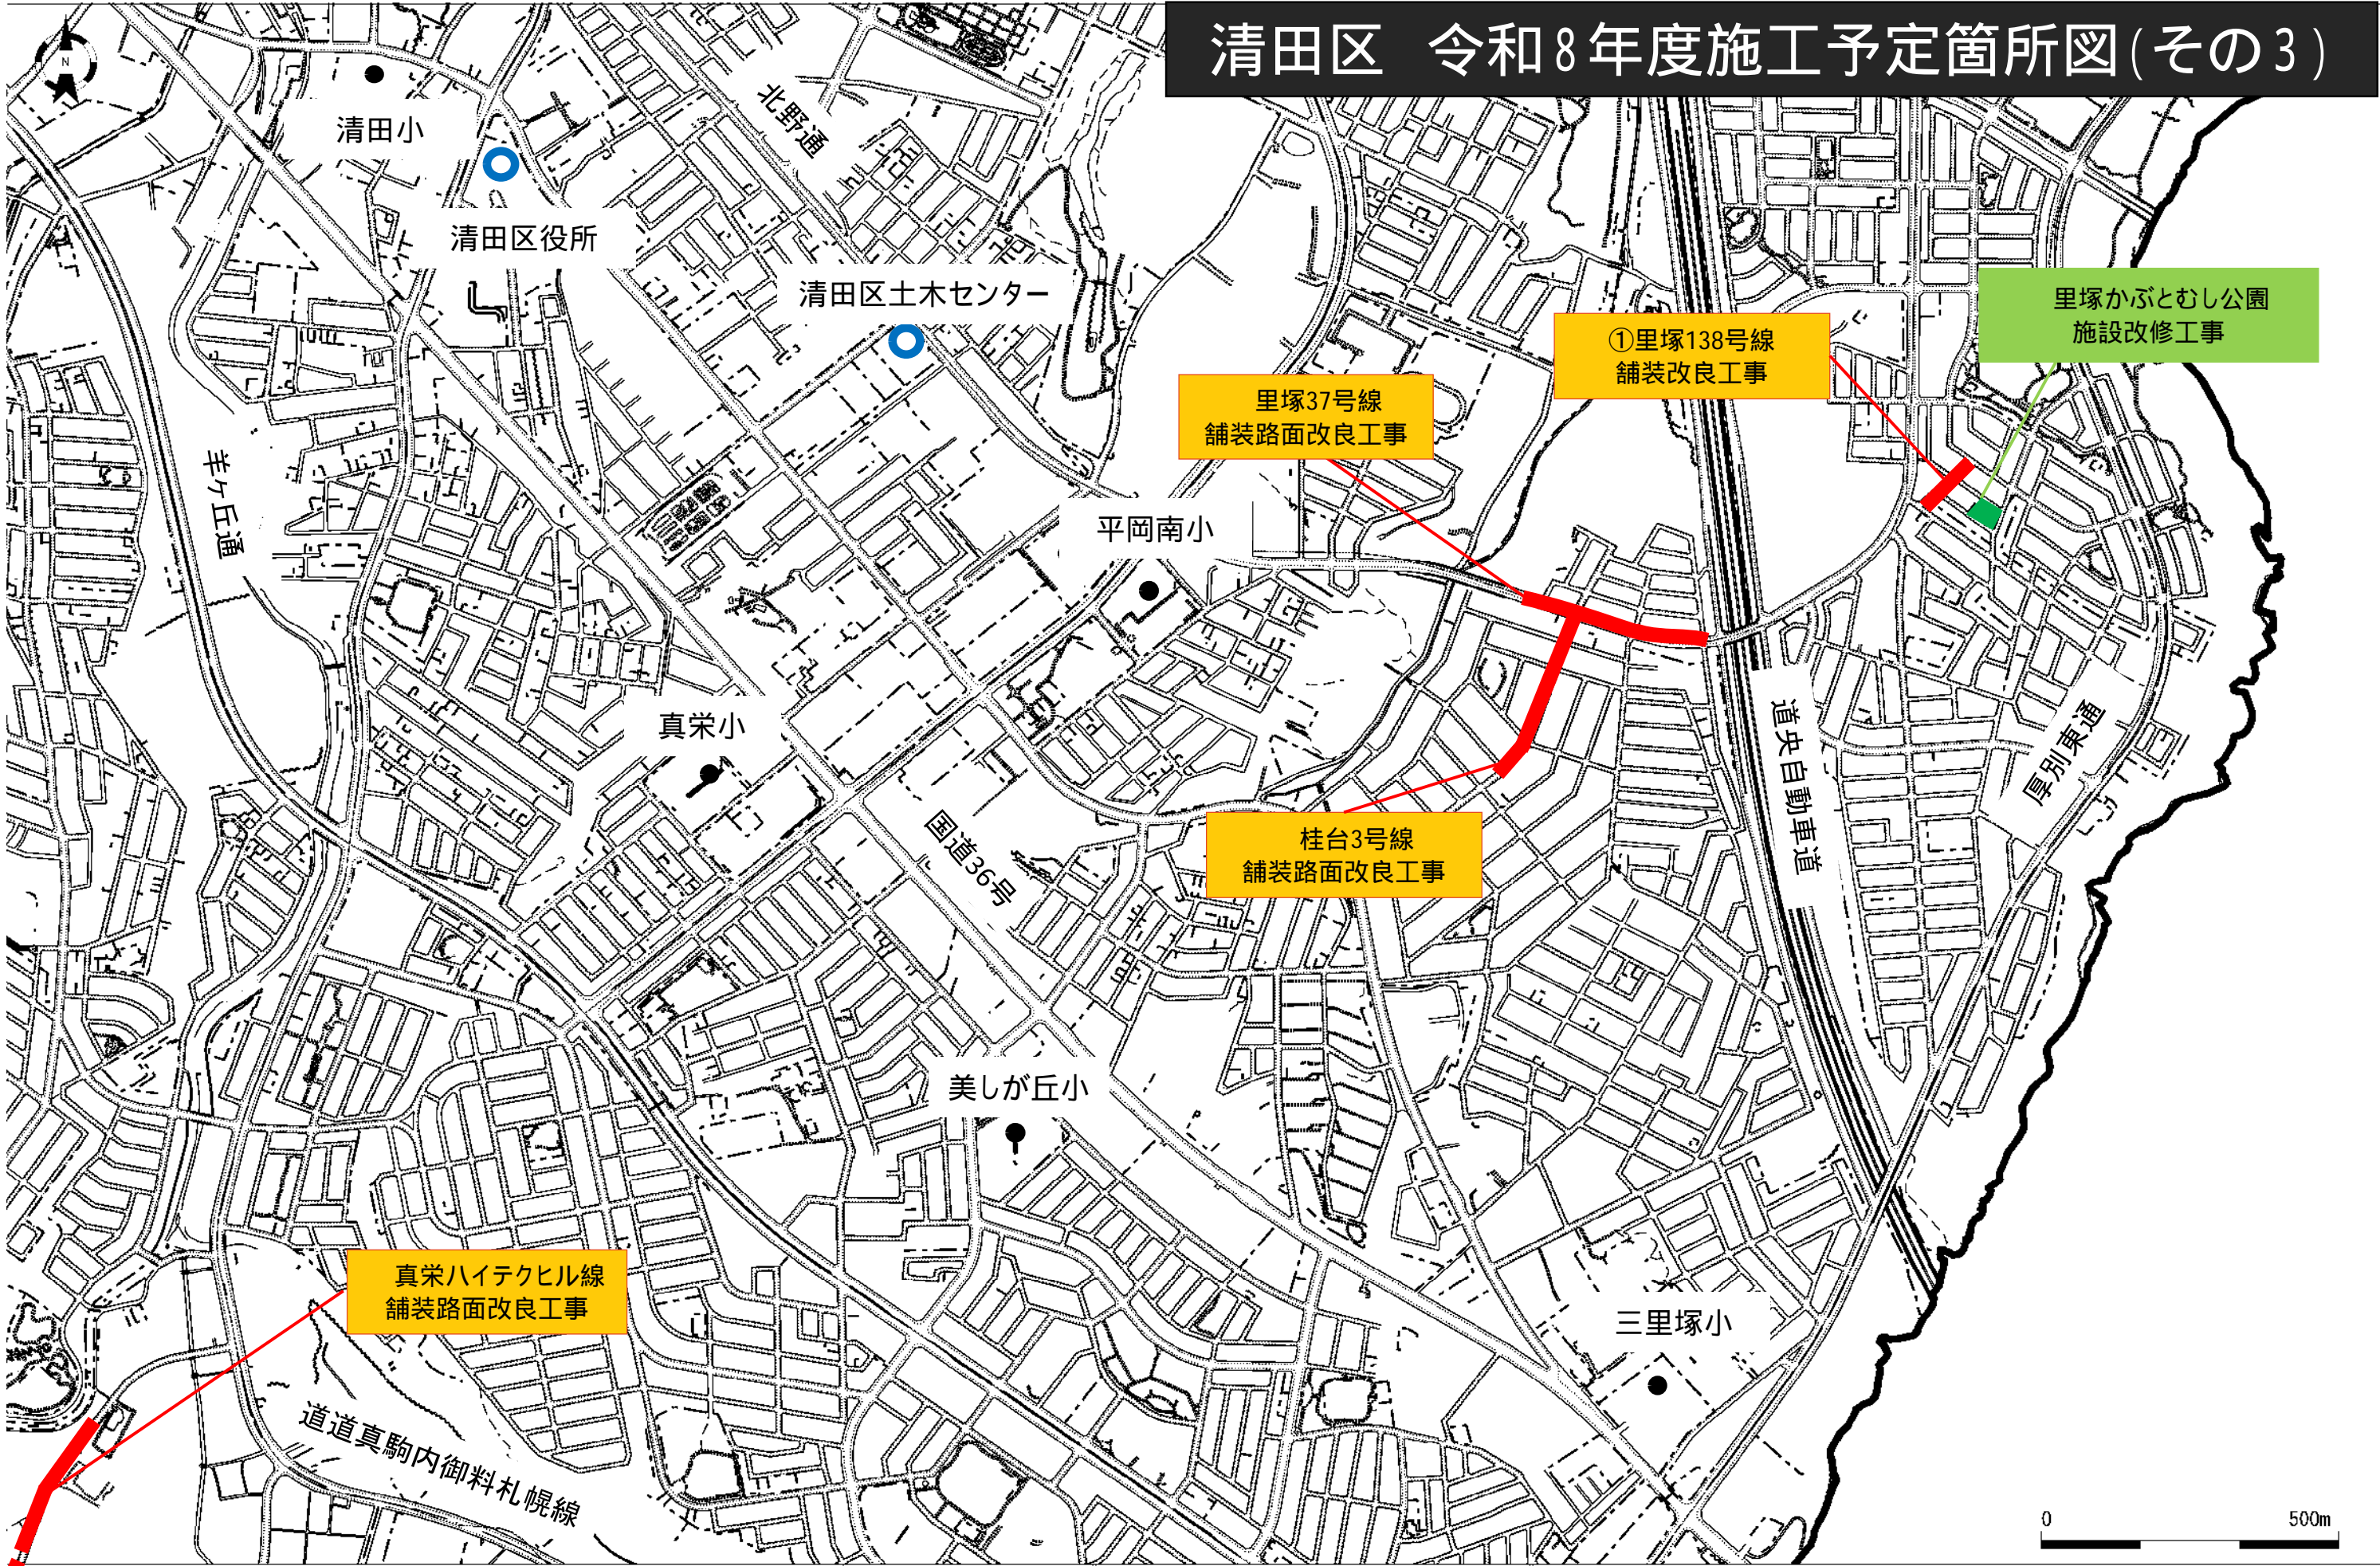 清田区　令和8年度施工予定箇所図(その3)
N
清田小
北野通
清田区役所
清田区土木センター
里塚かぶとむし公園
施設改修工事
①里塚138号線
舗装改良工事
里塚37号線
舗装路面改良工事
羊ケ丘通
平岡南小
真栄小
道央自動車道
厚別東通
国道36号
桂台3号線
舗装路面改良工事
美しが丘小
真栄ハイテクヒル線
舗装路面改良工事
三里塚小
道道真駒内御料札幌線
0 500m